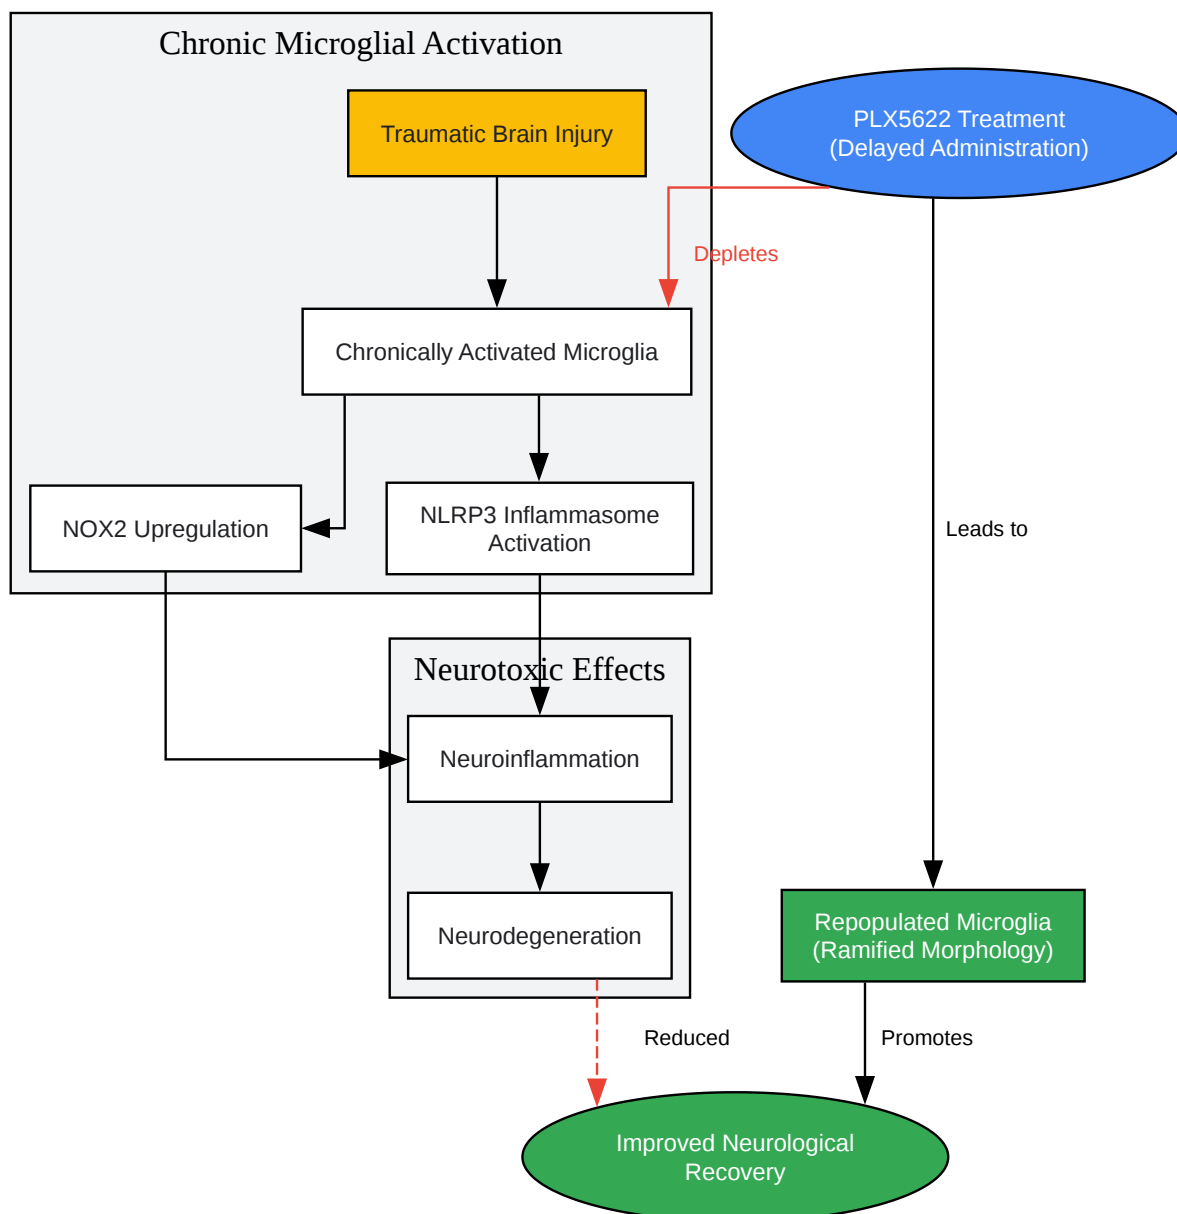 Chronic Microglial Activation
Traumatic Brain Injury
PLX5622 Treatment
(Delayed Administration)
Depletes
Chronically Activated Microglia
NOX2 Upregulation
NLRP3 Inflammasome
Activation
Leads to
Neurotoxic Effects
Neuroinflammation
Neurodegeneration
Repopulated Microglia
(Ramified Morphology)
Reduced
Promotes
Improved Neurological
Recovery